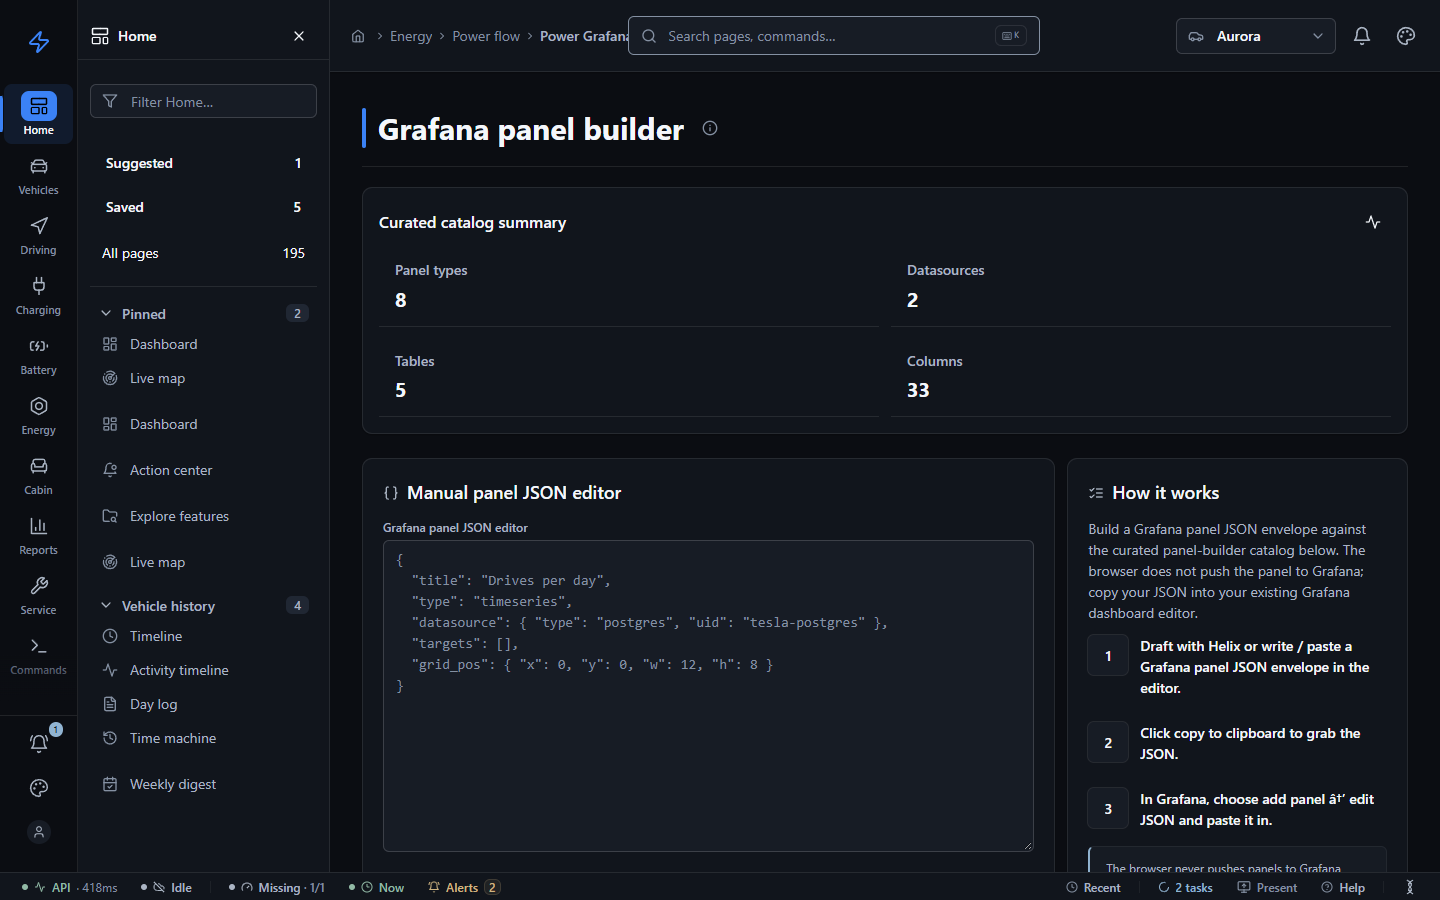 Home
Vehicles
Driving
Charging
Battery
Energy
Cabin
Reports
Service
Commands
1
Home
Filter Home...
Suggested 1
Saved 5
All pages 195
Pinned 2
Dashboard
Live map
Dashboard
Action center
Explore features
Live map
Vehicle history 4
Timeline
Activity timeline
Day log
Time machine
Weekly digest
Energy Power flow Power Grafana
Search pages, commands... K
Aurora
Grafana panel builder
Curated catalog summary
Panel types
8
Datasources
2
Tables
5
Columns
33
Manual panel JSON editor
Grafana panel JSON editor
{
"title": "Drives per day",
"type": "timeseries",
"datasource": { "type": "postgres", "uid": "tesla-postgres" },
"targets": [],
"grid_pos": { "x": 0, "y": 0, "w": 12, "h": 8 }
}
How it works
Build a Grafana panel JSON envelope against
the curated panel-builder catalog below. The
browser does not push the panel to Grafana;
copy your JSON into your existing Grafana
dashboard editor.
1
Draft with Helix or write / paste a
Grafana panel JSON envelope in the
editor.
2
Click copy to clipboard to grab the
JSON.
3
In Grafana, choose add panel â†’ edit
JSON and paste it in.
The browser never pushes panels to Grafana.
API · 418ms Idle Missing · 1/1 Now Alerts 2 Recent 2 tasks Present Help